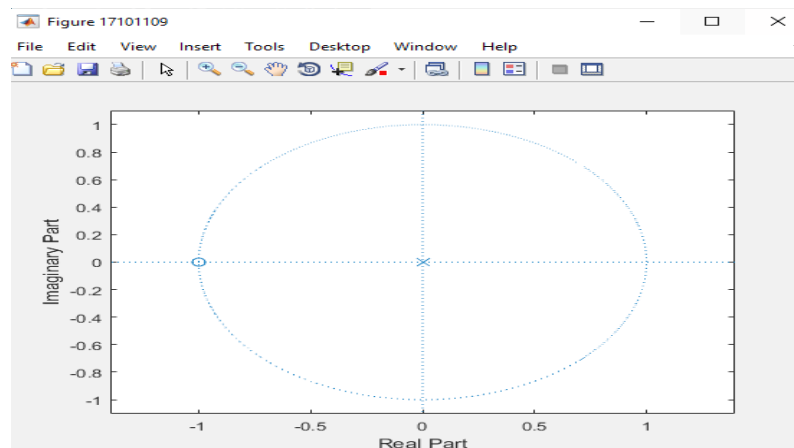 Figure 17101109
File Edit View Insert Tools Desktop Window Help
1
0.8
0.6
0.4
0.2
0
-0.2
-0.4
-0.6
-0.8
-1
Imaginary Part
-1 -0.5 0 0.5 1
Real Part